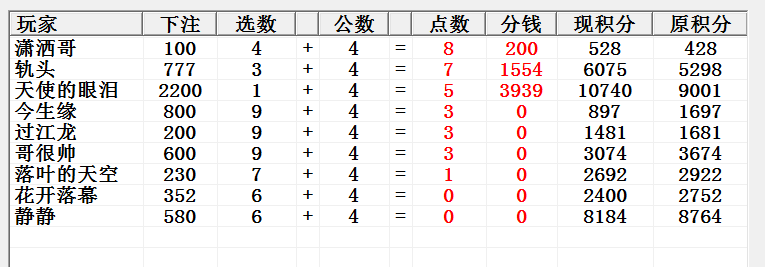 玩家 下注 选数 公数 点数 分钱 现积分 原积分
潇洒哥 100 4 + 4 = 8 200 528 428
轨头 777 3 + 4 = 7 1554 6075 5298
天使的眼泪 2200 1 + 4 = 5 3939 10740 9001
今生缘 800 9 + 4 = 3 0 897 1697
过江龙 200 9 + 4 = 3 0 1481 1681
哥很帅 600 9 + 4 = 3 0 3074 3674
落叶的天空 230 7 + 4 = 1 0 2692 2922
花开落幕 352 6 + 4 = 0 0 2400 2752
静静 580 6 + 4 = 0 0 8184 8764